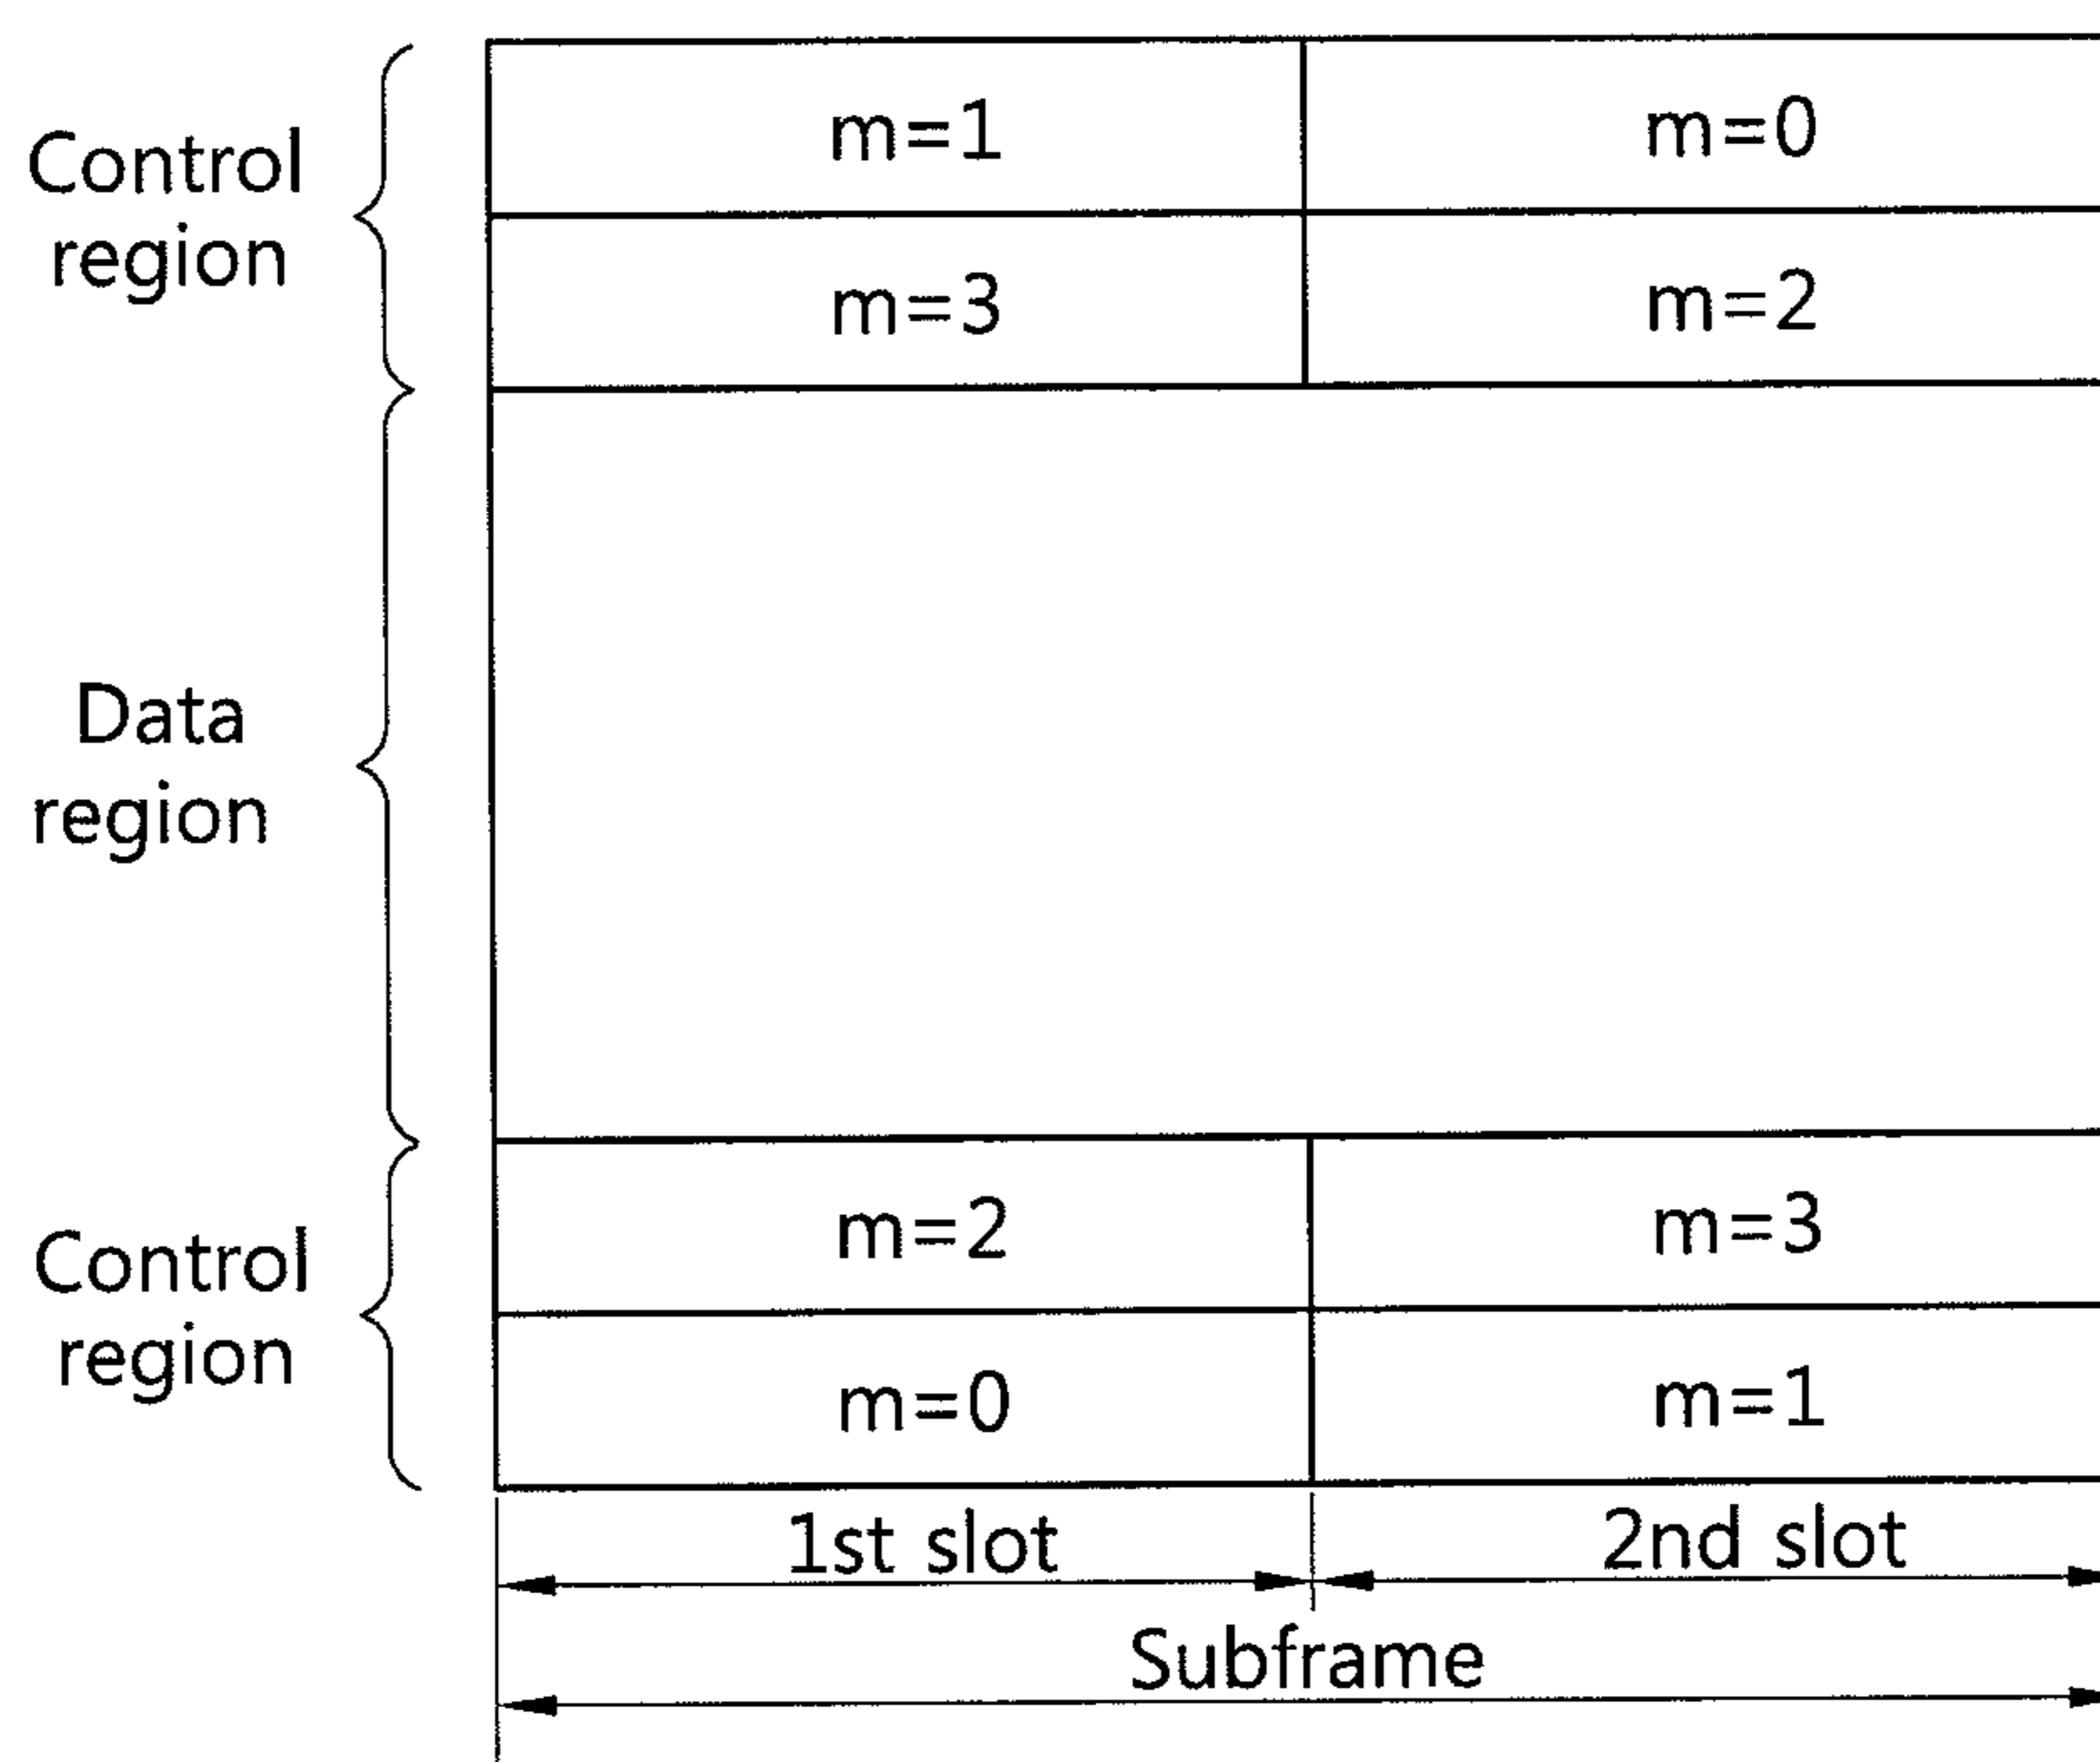 Control
region
m=1
m=0
m=3
m=2
Data
region
Control
region
m=2
m=3
m=0
m=1
1st slot
2nd slot
Subframe